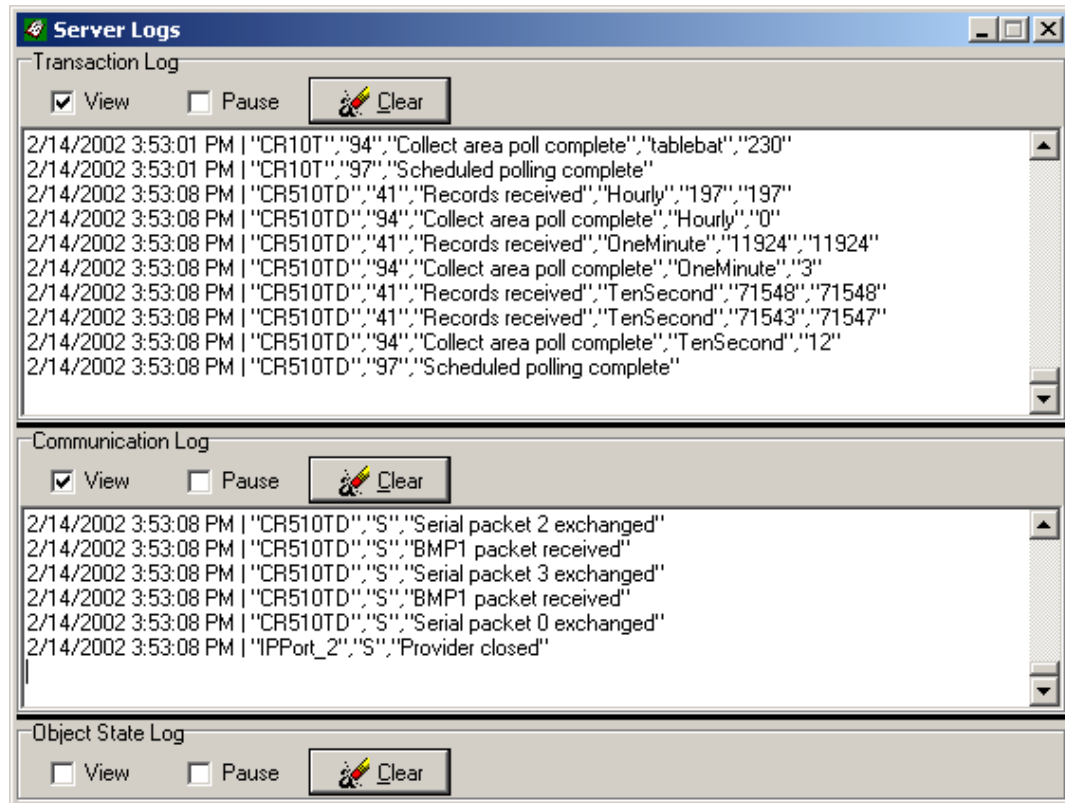 Server Logs
Transaction Log
View Pause Clear
2/14/2002 3:53:01 PM | "CR10T","94","Collect area poll complete","tablebat","230"
2/14/2002 3:53:01 PM | "CR10T","97","Scheduled polling complete"
2/14/2002 3:53:08 PM | "CR510TD","41","Records received","Hourly","197","197"
2/14/2002 3:53:08 PM | "CR510TD","94","Collect area poll complete","Hourly","0"
2/14/2002 3:53:08 PM | "CR510TD","41","Records received","OneMinute","11924","11924"
2/14/2002 3:53:08 PM | "CR510TD","94","Collect area poll complete","OneMinute","3"
2/14/2002 3:53:08 PM | "CR510TD","41","Records received","TenSecond","71548","71548"
2/14/2002 3:53:08 PM | "CR510TD","41","Records received","TenSecond","71543","71547"
2/14/2002 3:53:08 PM | "CR510TD","94","Collect area poll complete","TenSecond","12"
2/14/2002 3:53:08 PM | "CR510TD","97","Scheduled polling complete"
Communication Log
View Pause Clear
2/14/2002 3:53:08 PM | "CR510TD","S","Serial packet 2 exchanged"
2/14/2002 3:53:08 PM | "CR510TD","S","BMP1 packet received"
2/14/2002 3:53:08 PM | "CR510TD","S","Serial packet 3 exchanged"
2/14/2002 3:53:08 PM | "CR510TD","S","BMP1 packet received"
2/14/2002 3:53:08 PM | "CR510TD","S","Serial packet 0 exchanged"
2/14/2002 3:53:08 PM | "IPPort_2","S","Provider closed"
Object State Log
View Pause Clear